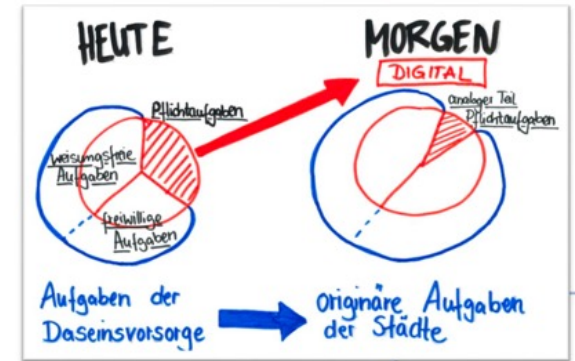 HEUTE
MORGEN
DIGITAL
Pflichtaufgaben
weisungsfreie
Aufgaben
freiwillige
Aufgaben
analoger Teil
Pflichtaufgaben
Aufgaben der
Daseinsvorsorge
originäre Aufgaben
der Städte